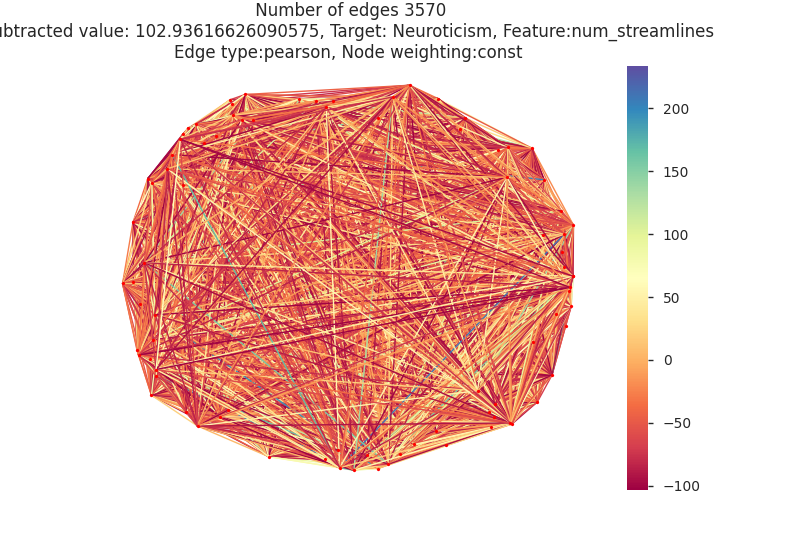 Number of edges 3570
ubtracted value: 102.93616626090575, Target: Neuroticism, Feature:num_streamlines
Edge type:pearson, Node weighting:const
200
150
100
50
0
−50
−100